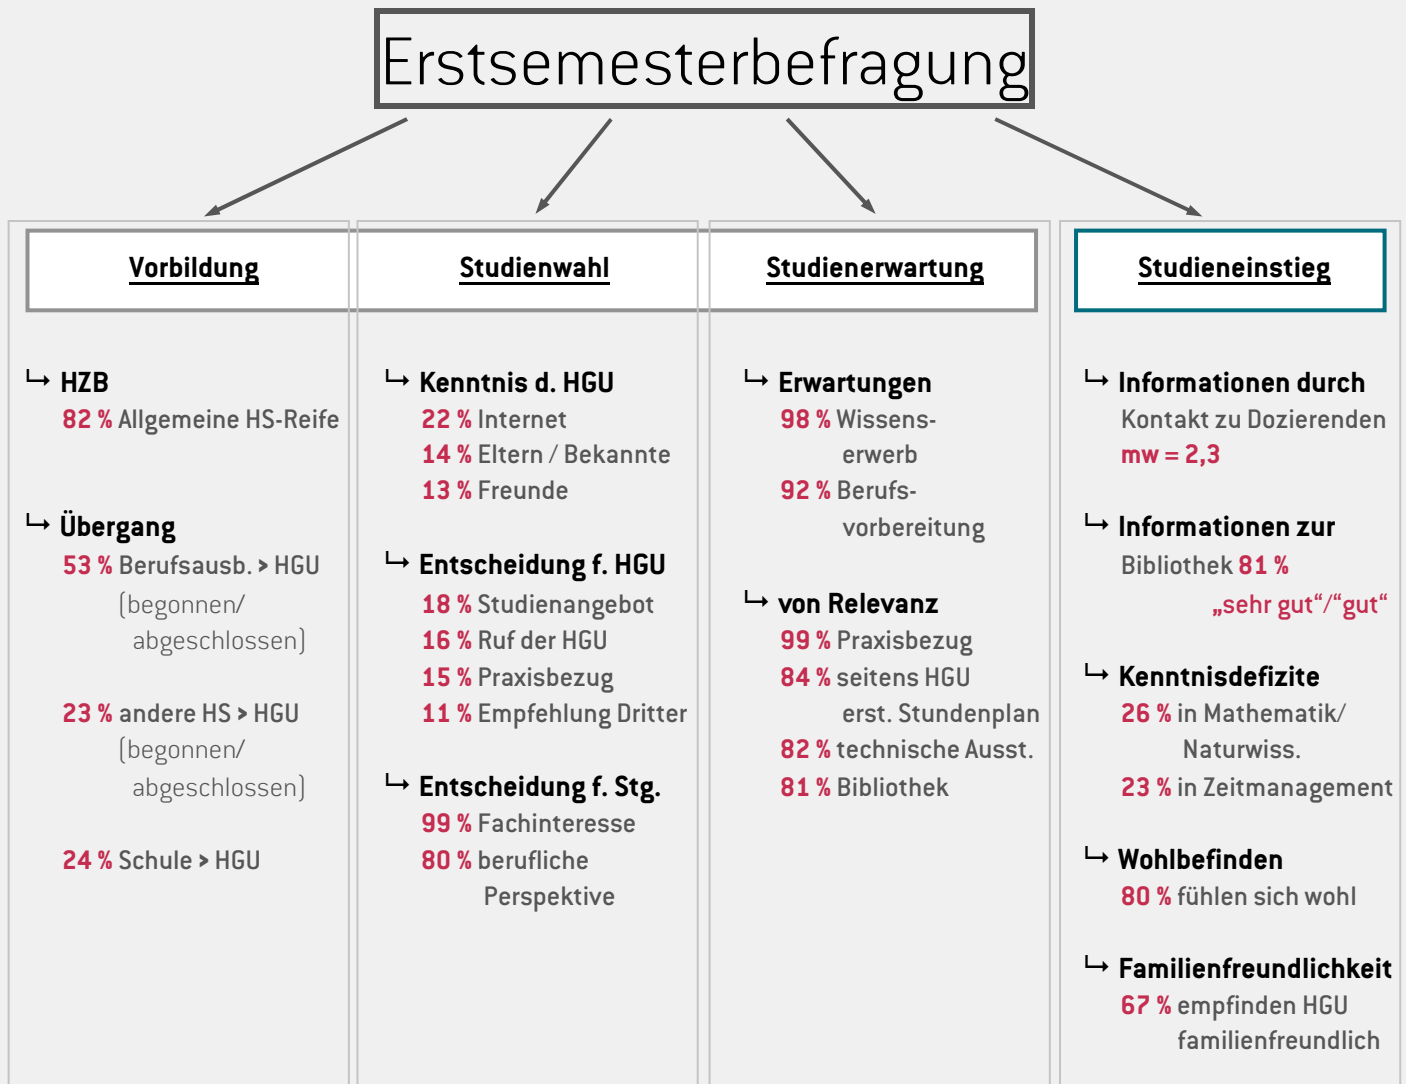 Erstsemesterbefragung
Vorbildung
↳ HZB
82 % Allgemeine HS-Reife
↳ Übergang
53 % Berufsausb. > HGU
(begonnen/
abgeschlossen)
23 % andere HS > HGU
(begonnen/
abgeschlossen)
24 % Schule > HGU
Studienwahl
↳ Kenntnis d. HGU
22 % Internet
14 % Eltern / Bekannte
13 % Freunde
↳ Entscheidung f. HGU
18 % Studienangebot
16 % Ruf der HGU
15 % Praxisbezug
11 % Empfehlung Dritter
↳ Entscheidung f. Stg.
99 % Fachinteresse
80 % berufliche
Perspektive
Studienerwartung
↳ Erwartungen
98 % Wissens-
erwerb
92 % Berufs-
vorbereitung
↳ von Relevanz
99 % Praxisbezug
84 % seitens HGU
erst. Stundenplan
82 % technische Ausst.
81 % Bibliothek
Studieneinstieg
↳ Informationen durch
Kontakt zu Dozierenden
mw = 2,3
↳ Informationen zur
Bibliothek 81 %
„sehr gut“/“gut“
↳ Kenntnisdefizite
26 % in Mathematik/
Naturwiss.
23 % in Zeitmanagement
↳ Wohlbefinden
80 % fühlen sich wohl
↳ Familienfreundlichkeit
67 % empfinden HGU
familienfreundlich